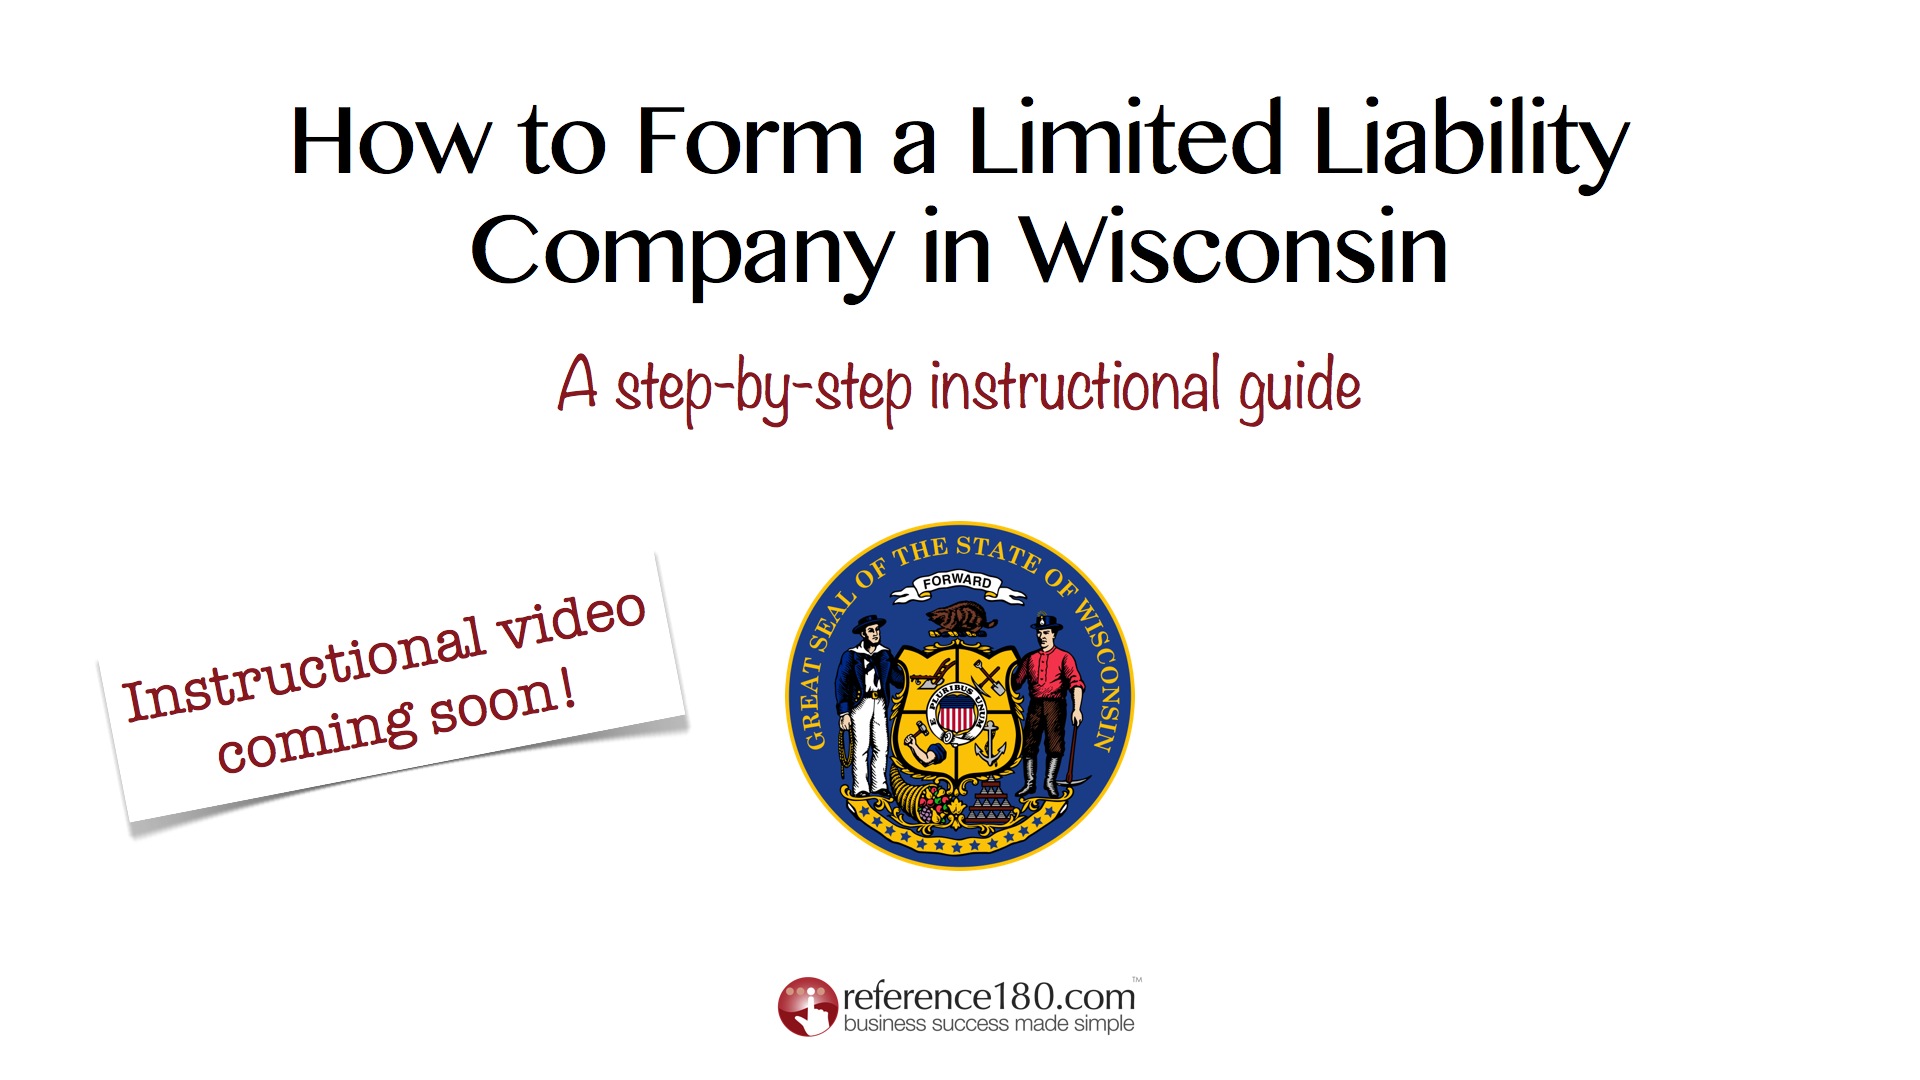 How to Form a Limited Liability
Company in Wisconsin
A step-by-step instructional guide
Instructional video
coming soon!
GREAT SEAL OF THE STATE OF WISCONSIN
FORWARD
E PLURIBUS UNUM
reference180.com™
business success made simple